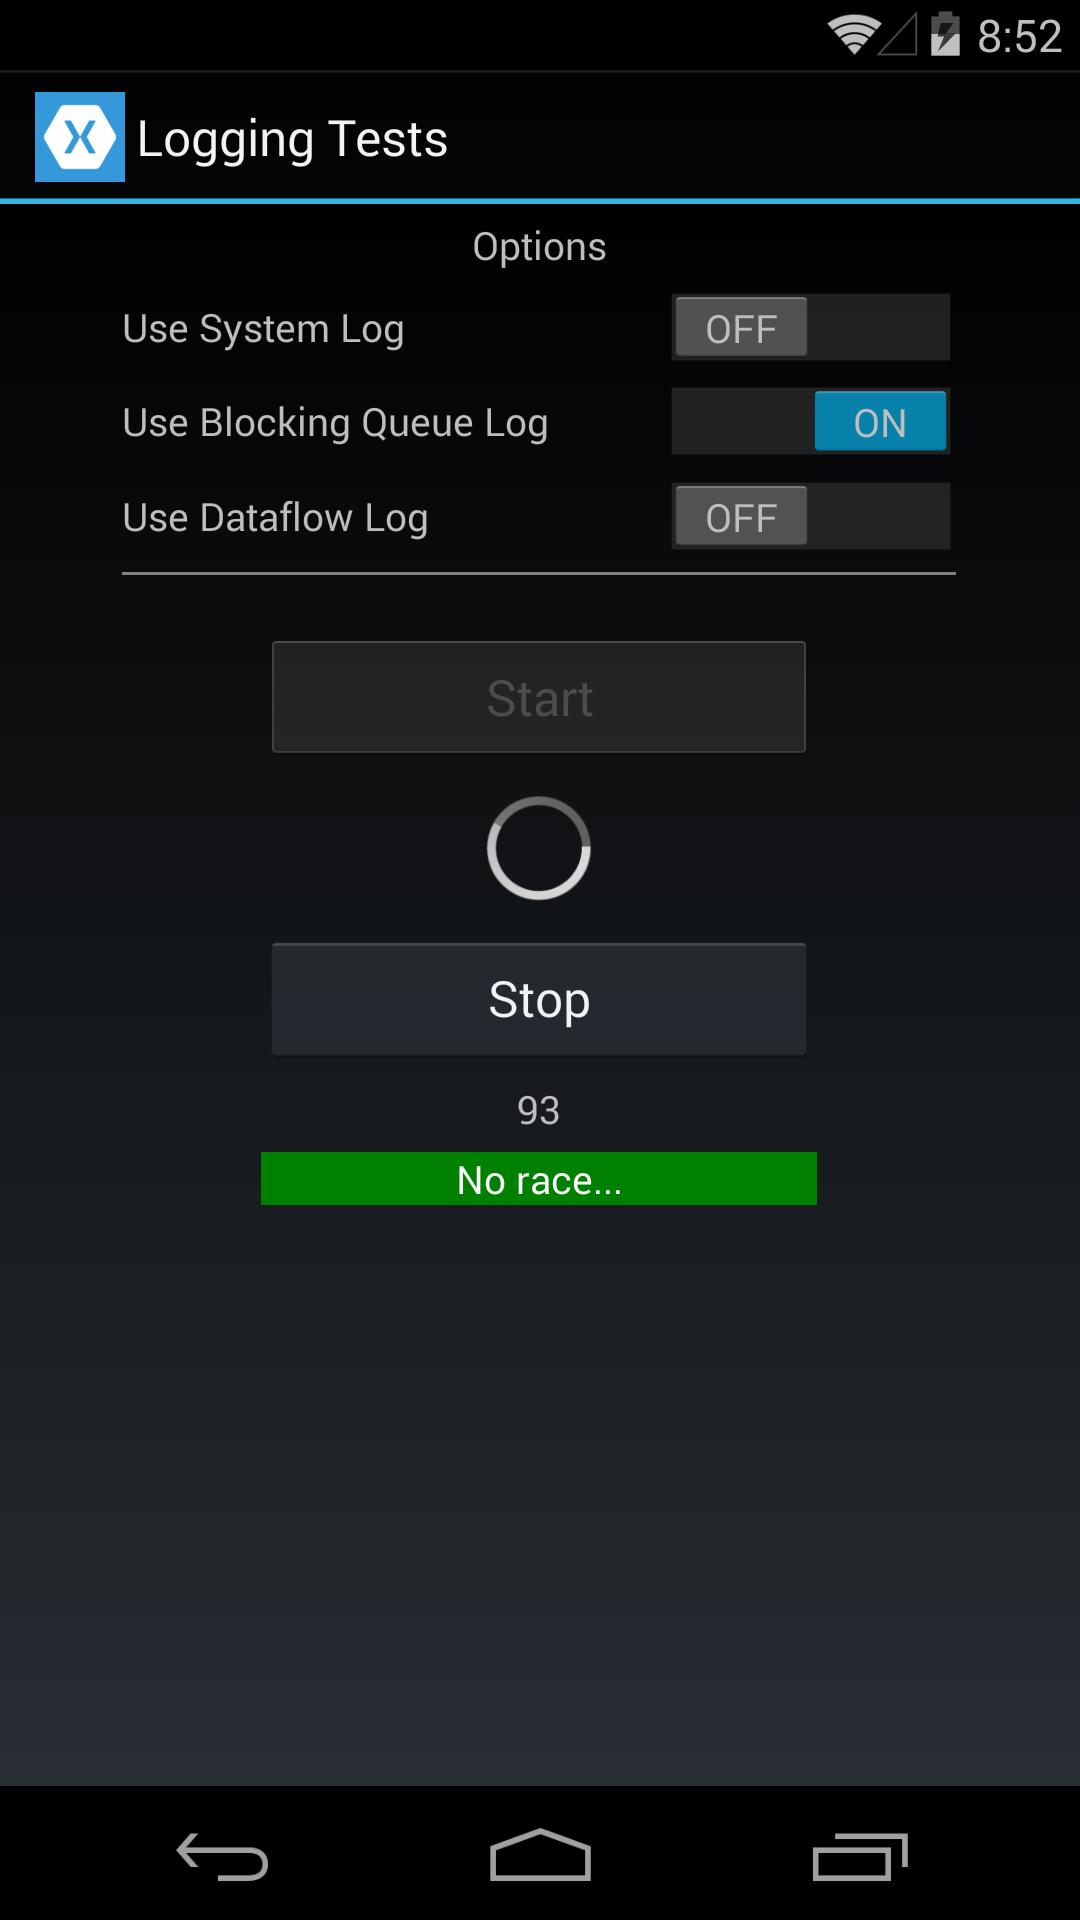 8:52
Logging Tests
Options
Use System Log OFF
Use Blocking Queue Log ON
Use Dataflow Log OFF
Start
Stop
93
No race...